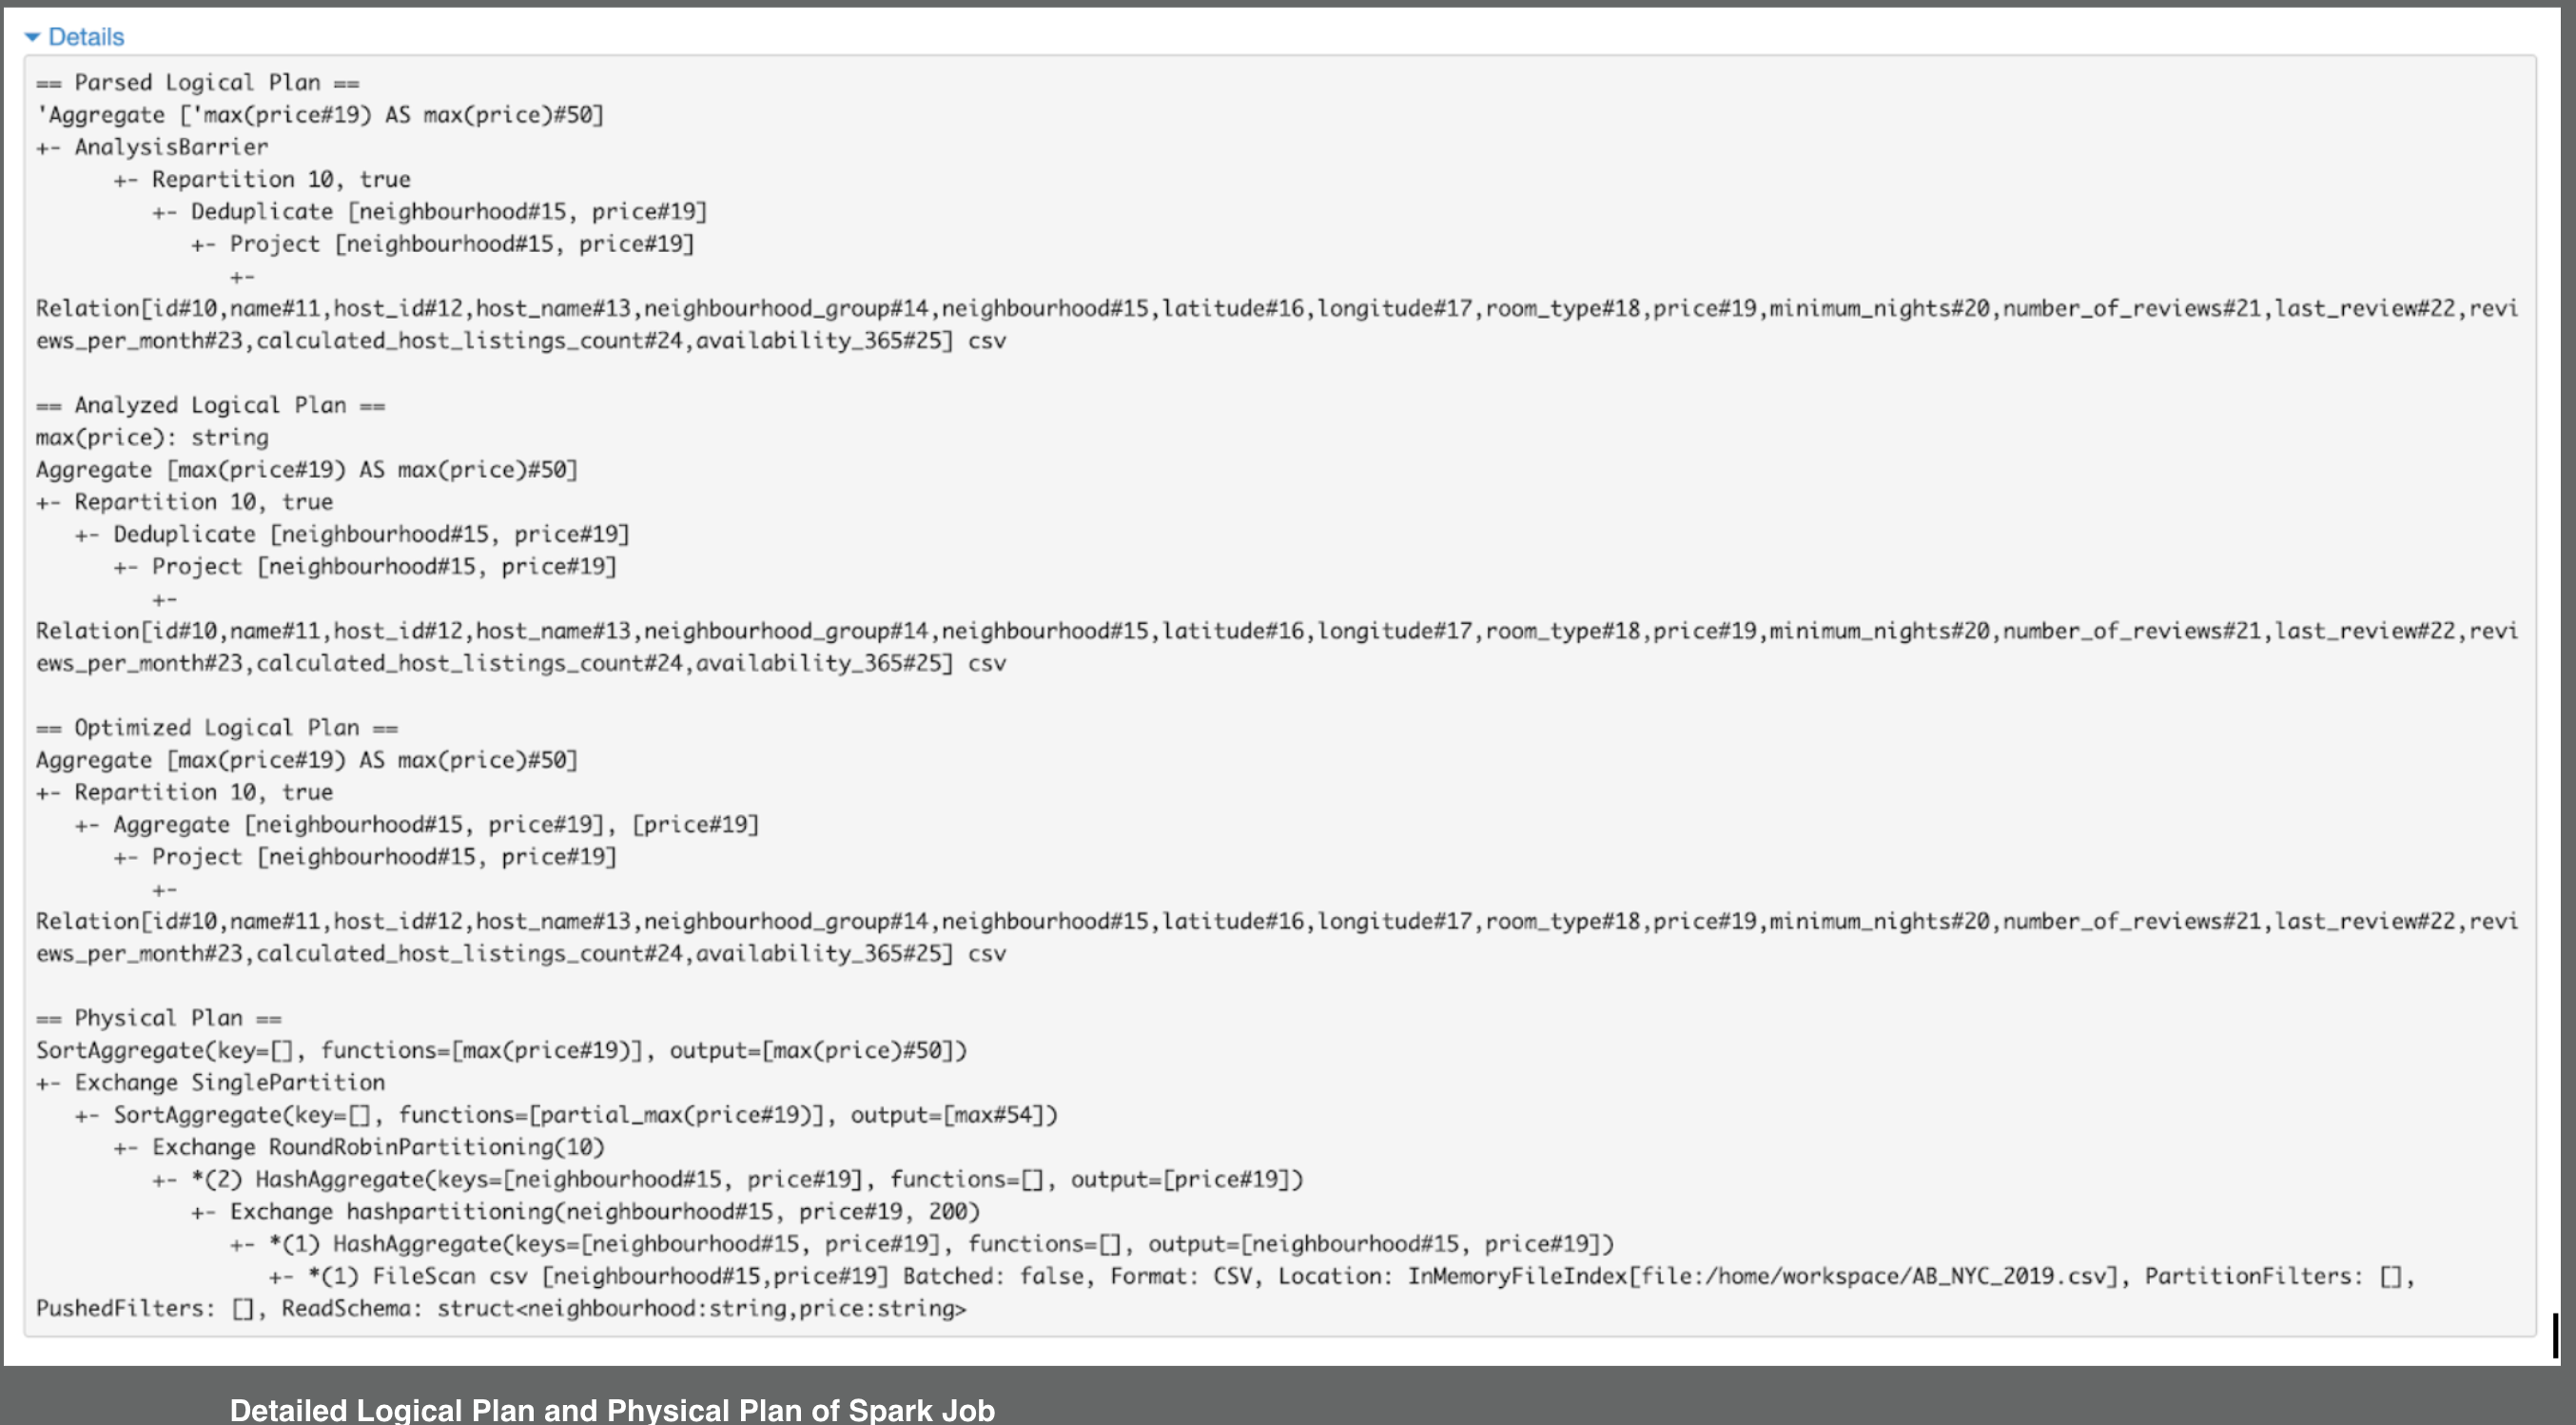 Details
== Parsed Logical Plan ==
'Aggregate ['max(price#19) AS max(price)#50]
+- AnalysisBarrier
      +- Repartition 10, true
         +- Deduplicate [neighbourhood#15, price#19]
            +- Project [neighbourhood#15, price#19]
               +-
Relation[id#10,name#11,host_id#12,host_name#13,neighbourhood_group#14,neighbourhood#15,latitude#16,longitude#17,room_type#18,price#19,minimum_nights#20,number_of_reviews#21,last_review#22,revi
ews_per_month#23,calculated_host_listings_count#24,availability_365#25] csv

== Analyzed Logical Plan ==
max(price): string
Aggregate [max(price#19) AS max(price)#50]
+- Repartition 10, true
   +- Deduplicate [neighbourhood#15, price#19]
      +- Project [neighbourhood#15, price#19]
         +-
Relation[id#10,name#11,host_id#12,host_name#13,neighbourhood_group#14,neighbourhood#15,latitude#16,longitude#17,room_type#18,price#19,minimum_nights#20,number_of_reviews#21,last_review#22,revi
ews_per_month#23,calculated_host_listings_count#24,availability_365#25] csv

== Optimized Logical Plan ==
Aggregate [max(price#19) AS max(price)#50]
+- Repartition 10, true
   +- Aggregate [neighbourhood#15, price#19], [price#19]
      +- Project [neighbourhood#15, price#19]
         +-
Relation[id#10,name#11,host_id#12,host_name#13,neighbourhood_group#14,neighbourhood#15,latitude#16,longitude#17,room_type#18,price#19,minimum_nights#20,number_of_reviews#21,last_review#22,revi
ews_per_month#23,calculated_host_listings_count#24,availability_365#25] csv

== Physical Plan ==
SortAggregate(key=[], functions=[max(price#19)], output=[max(price)#50])
+- Exchange SinglePartition
   +- SortAggregate(key=[], functions=[partial_max(price#19)], output=[max#54])
      +- Exchange RoundRobinPartitioning(10)
         +- *(2) HashAggregate(keys=[neighbourhood#15, price#19], functions=[], output=[price#19])
            +- Exchange hashpartitioning(neighbourhood#15, price#19, 200)
               +- *(1) HashAggregate(keys=[neighbourhood#15, price#19], functions=[], output=[neighbourhood#15, price#19])
                  +- *(1) FileScan csv [neighbourhood#15,price#19] Batched: false, Format: CSV, Location: InMemoryFileIndex[file:/home/workspace/AB_NYC_2019.csv], PartitionFilters: [],
PushedFilters: [], ReadSchema: struct<neighbourhood:string,price:string>
Detailed Logical Plan and Physical Plan of Spark Job